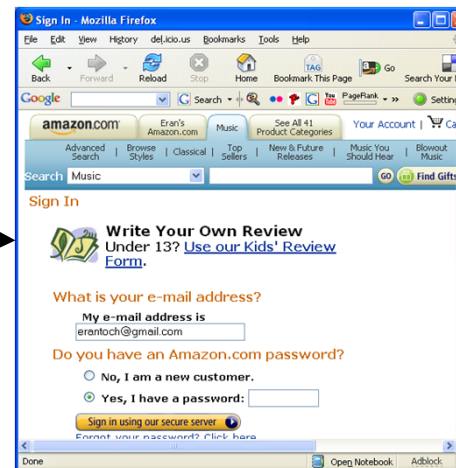 Sign In - Mozilla Firefox
File Edit View History del.icio.us Bookmarks Tools Help
TAG
Back Forward Reload Stop Home Bookmark This Page Go Search Your
Google G Search PageRank Setting
amazon.com Eran's Amazon.com Music See All 41 Product Categories Your Account Ca
Advanced Search | Browse Styles | Classical | Top Sellers | New & Future Releases | Music You Should Hear | Blowout Music
Search Music GO Find Gifts
Sign In
Write Your Own Review
Under 13? Use our Kids' Review
Form.
What is your e-mail address?
My e-mail address is
erantoch@gmail.com
Do you have an Amazon.com password?
No, I am a new customer.
Yes, I have a password:
Sign in using our secure server
Forgot your password? Click here
Done Open Notebook Adblock